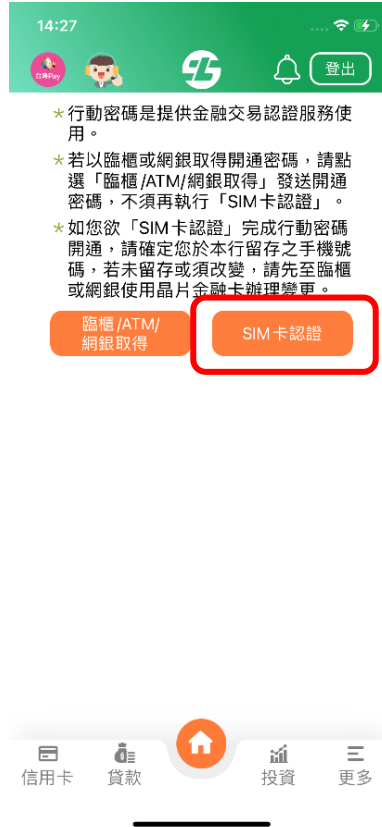 14:27
台灣Pay
登出
*行動密碼是提供金融交易認證服務使
用。
*若以臨櫃或網銀取得開通密碼，請點
選「臨櫃/ATM/網銀取得」發送開通
密碼，不須再執行「SIM卡認證」。
*如您欲「SIM卡認證」完成行動密碼
開通，請確定您於本行留存之手機號
碼，若未留存或須改變，請先至臨櫃
或網銀使用晶片金融卡辦理變更。
臨櫃/ATM/
網銀取得
SIM卡認證
信用卡
貸款
投資
更多